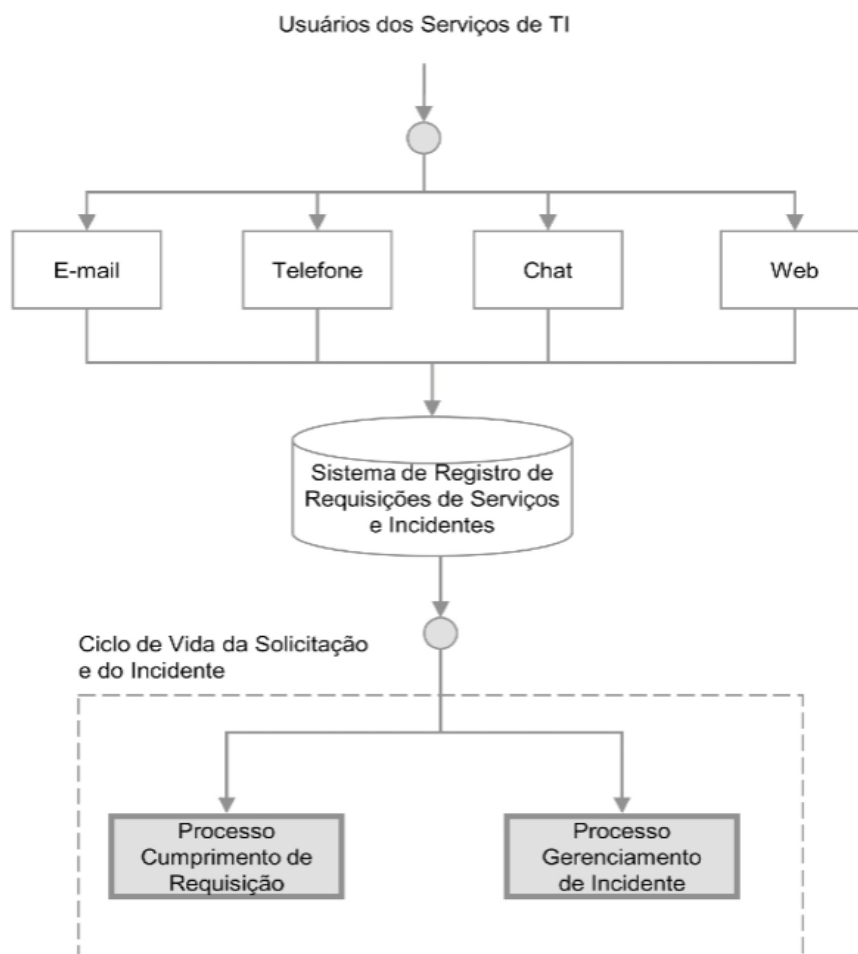 Usuários dos Serviços de TI
E-mail
Telefone
Chat
Web
Sistema de Registro de
Requisições de Serviços
e Incidentes
Ciclo de Vida da Solicitação
e do Incidente
Processo
Cumprimento de
Requisição
Processo
Gerenciamento
de Incidente